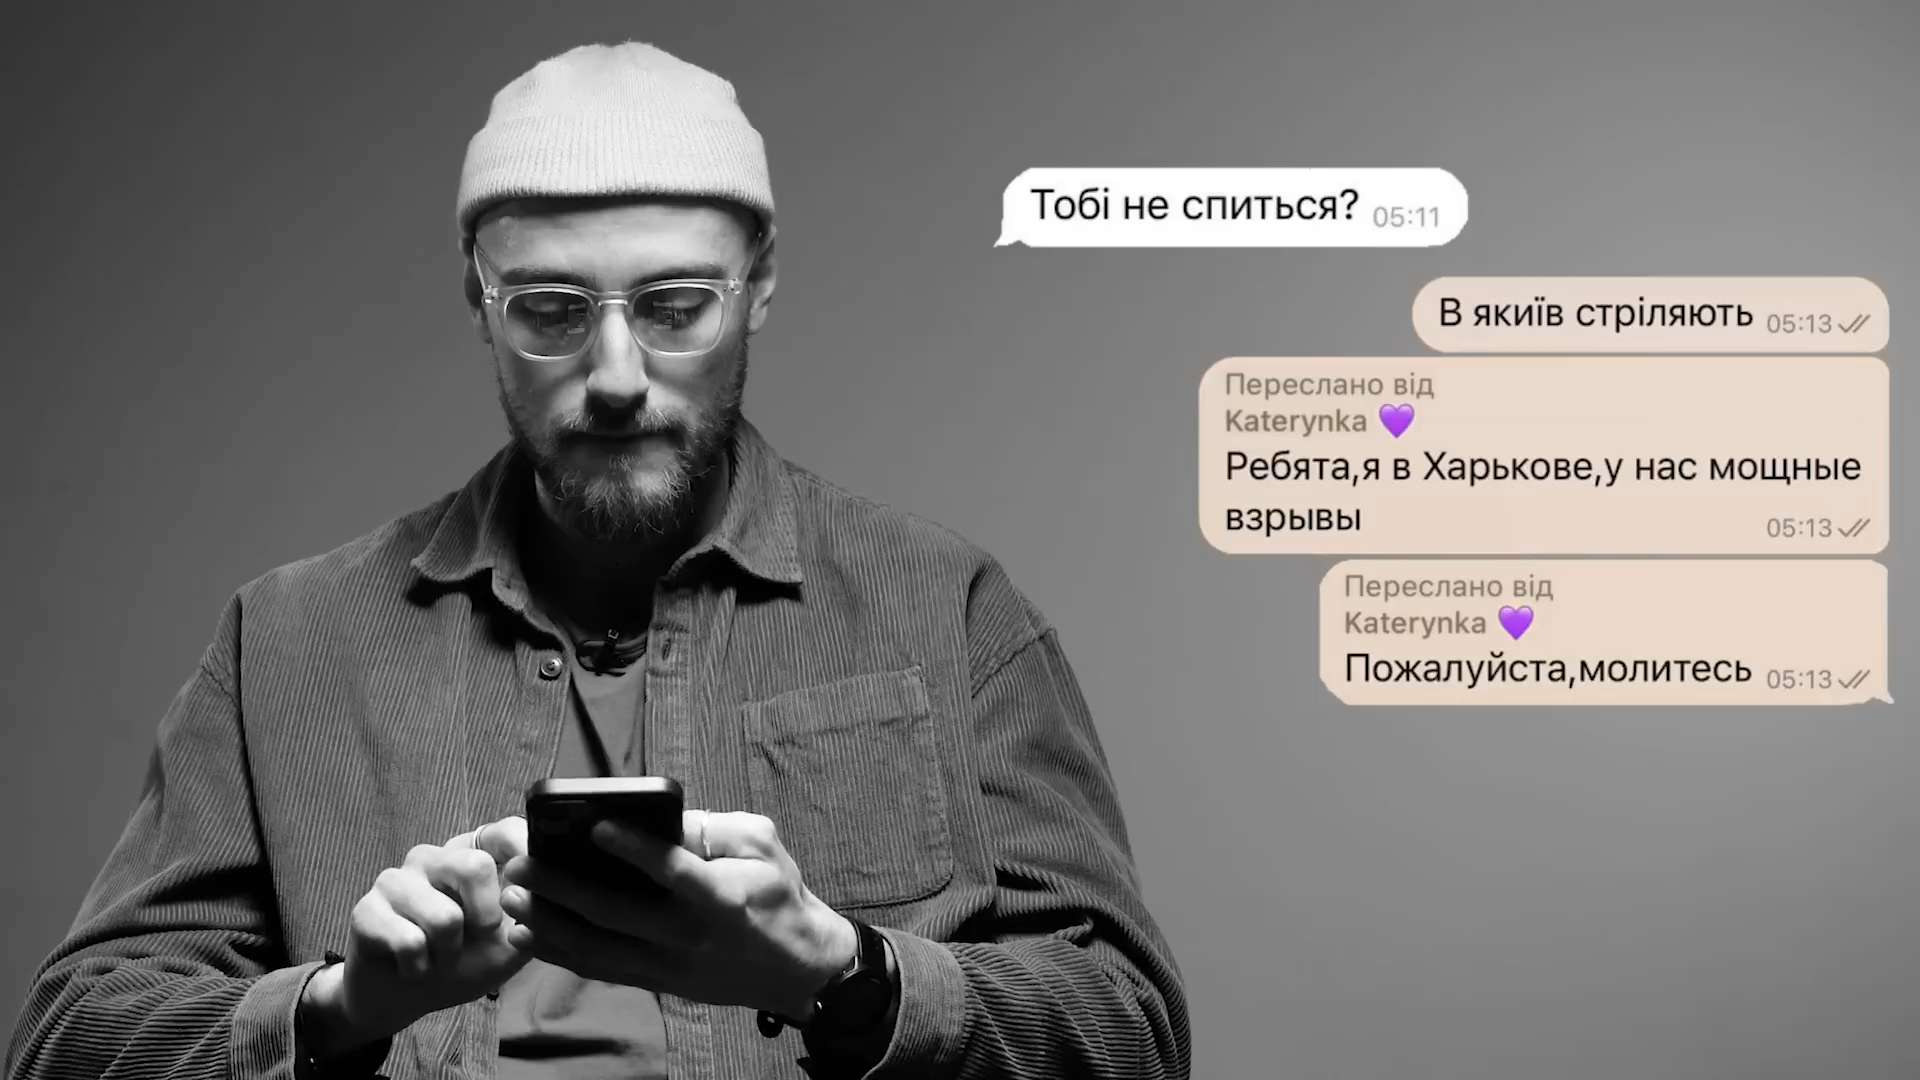 Тобі не спиться? 05:11
В якиїв стріляють 05:13
Переслано від
Katerynka 💜
Ребята,я в Харькове,у нас мощные
взрывы 05:13
Переслано від
Katerynka 💜
Пожалуйста,молитесь 05:13